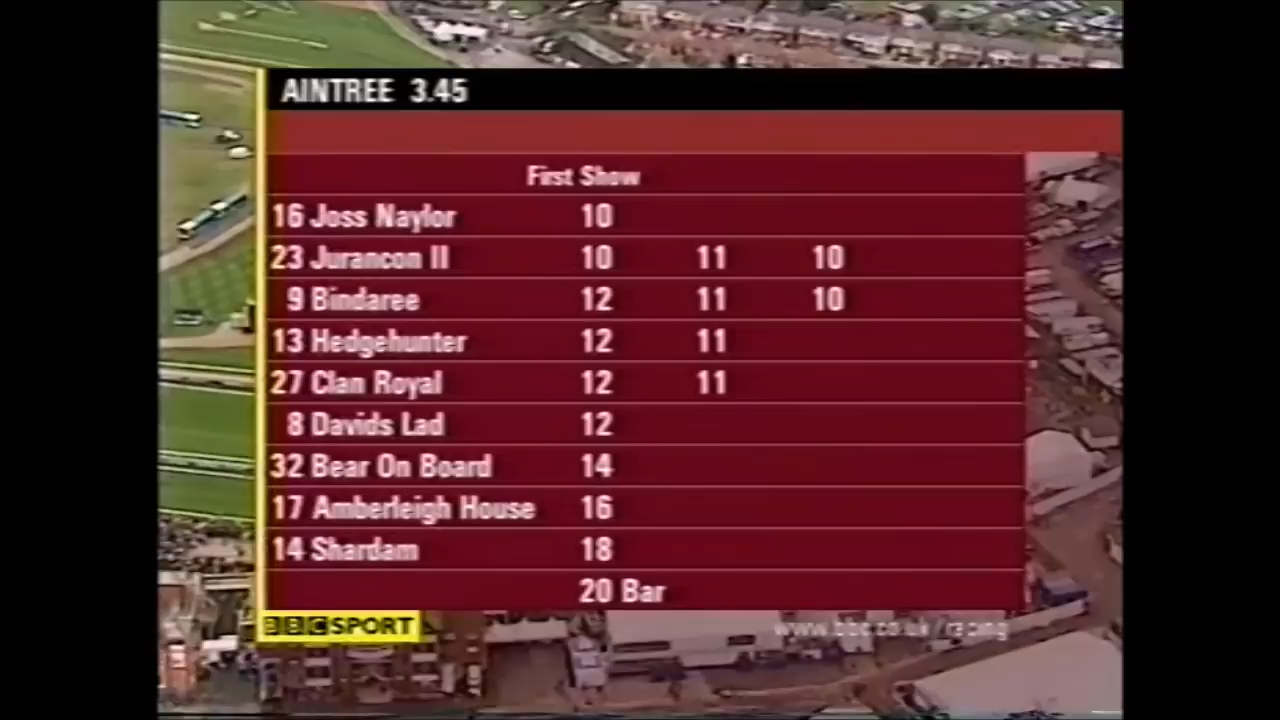 AINTREE 3.45
First Show
16 Joss Naylor 10
23 Jurancon II 10 11 10
9 Bindaree 12 11 10
13 Hedgehunter 12 11
27 Clan Royal 12 11
8 Davids Lad 12
32 Bear On Board 14
17 Amberleigh House 16
14 Shardam 18
20 Bar
BBC SPORT
www.bbc.co.uk/racing